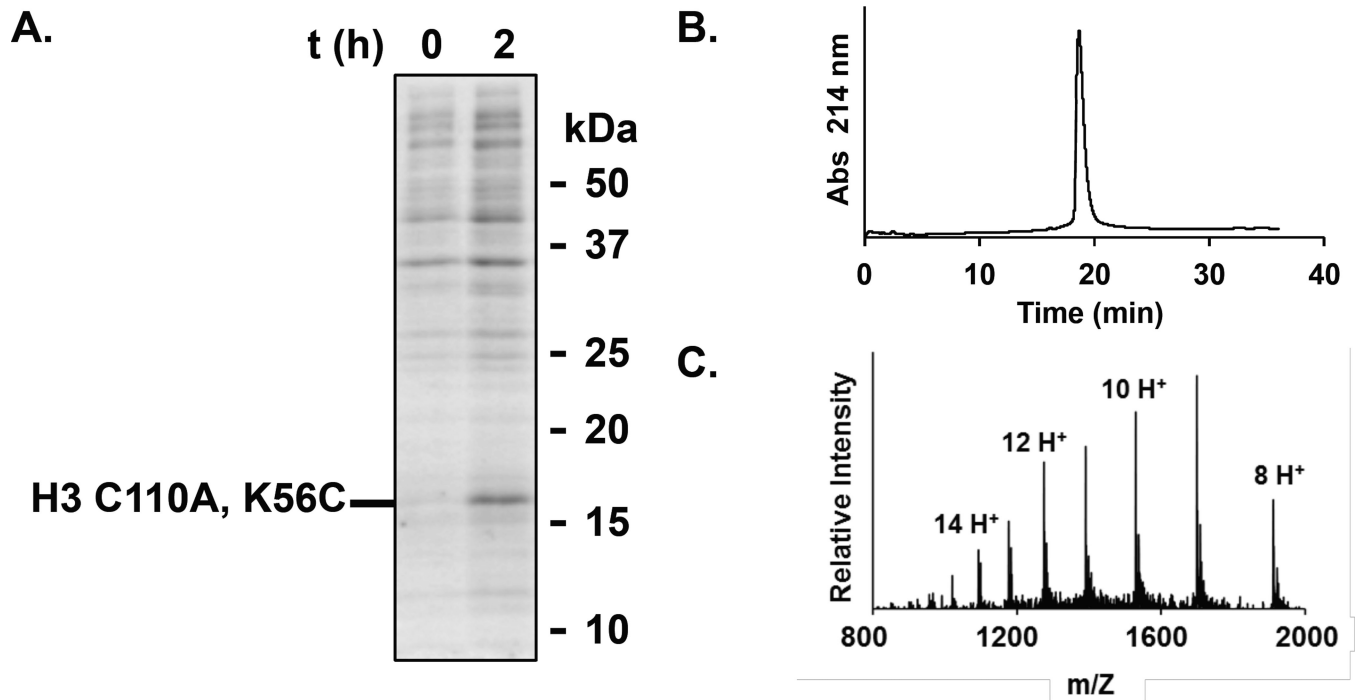 A.
t (h) 0 2
kDa
- 50
- 37
- 25
- 20
H3 C110A, K56C
- 15
- 10
B.
Abs 214 nm
0 10 20 30 40
Time (min)
C.
Relative Intensity
14 H⁺
12 H⁺
10 H⁺
8 H⁺
800 1200 1600 2000
m/Z